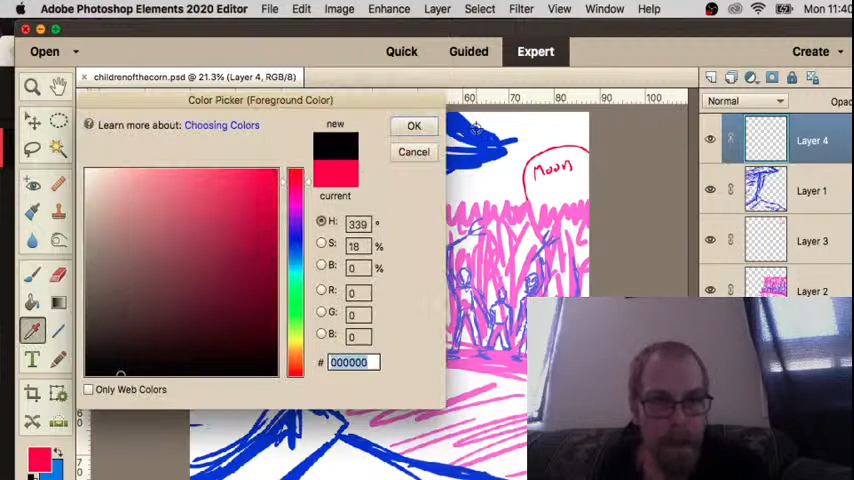 Adobe Photoshop Elements 2020 Editor File Edit Image Enhance Layer Select Filter View Window Help Mon 11:40
Open Quick Guided Expert Create
× childrenofthecorn.psd @ 21.3% (Layer 4, RGB/8)
60 70 80 90 100
Normal Opac
Color Picker (Foreground Color)
Learn more about: Choosing Colors
new
current
OK
Cancel
H: 339 °
S: 18 %
B: 0 %
R: 0
G: 0
B: 0
# 000000
Only Web Colors
Moon
Layer 4
Layer 1
Layer 3
Layer 2
T